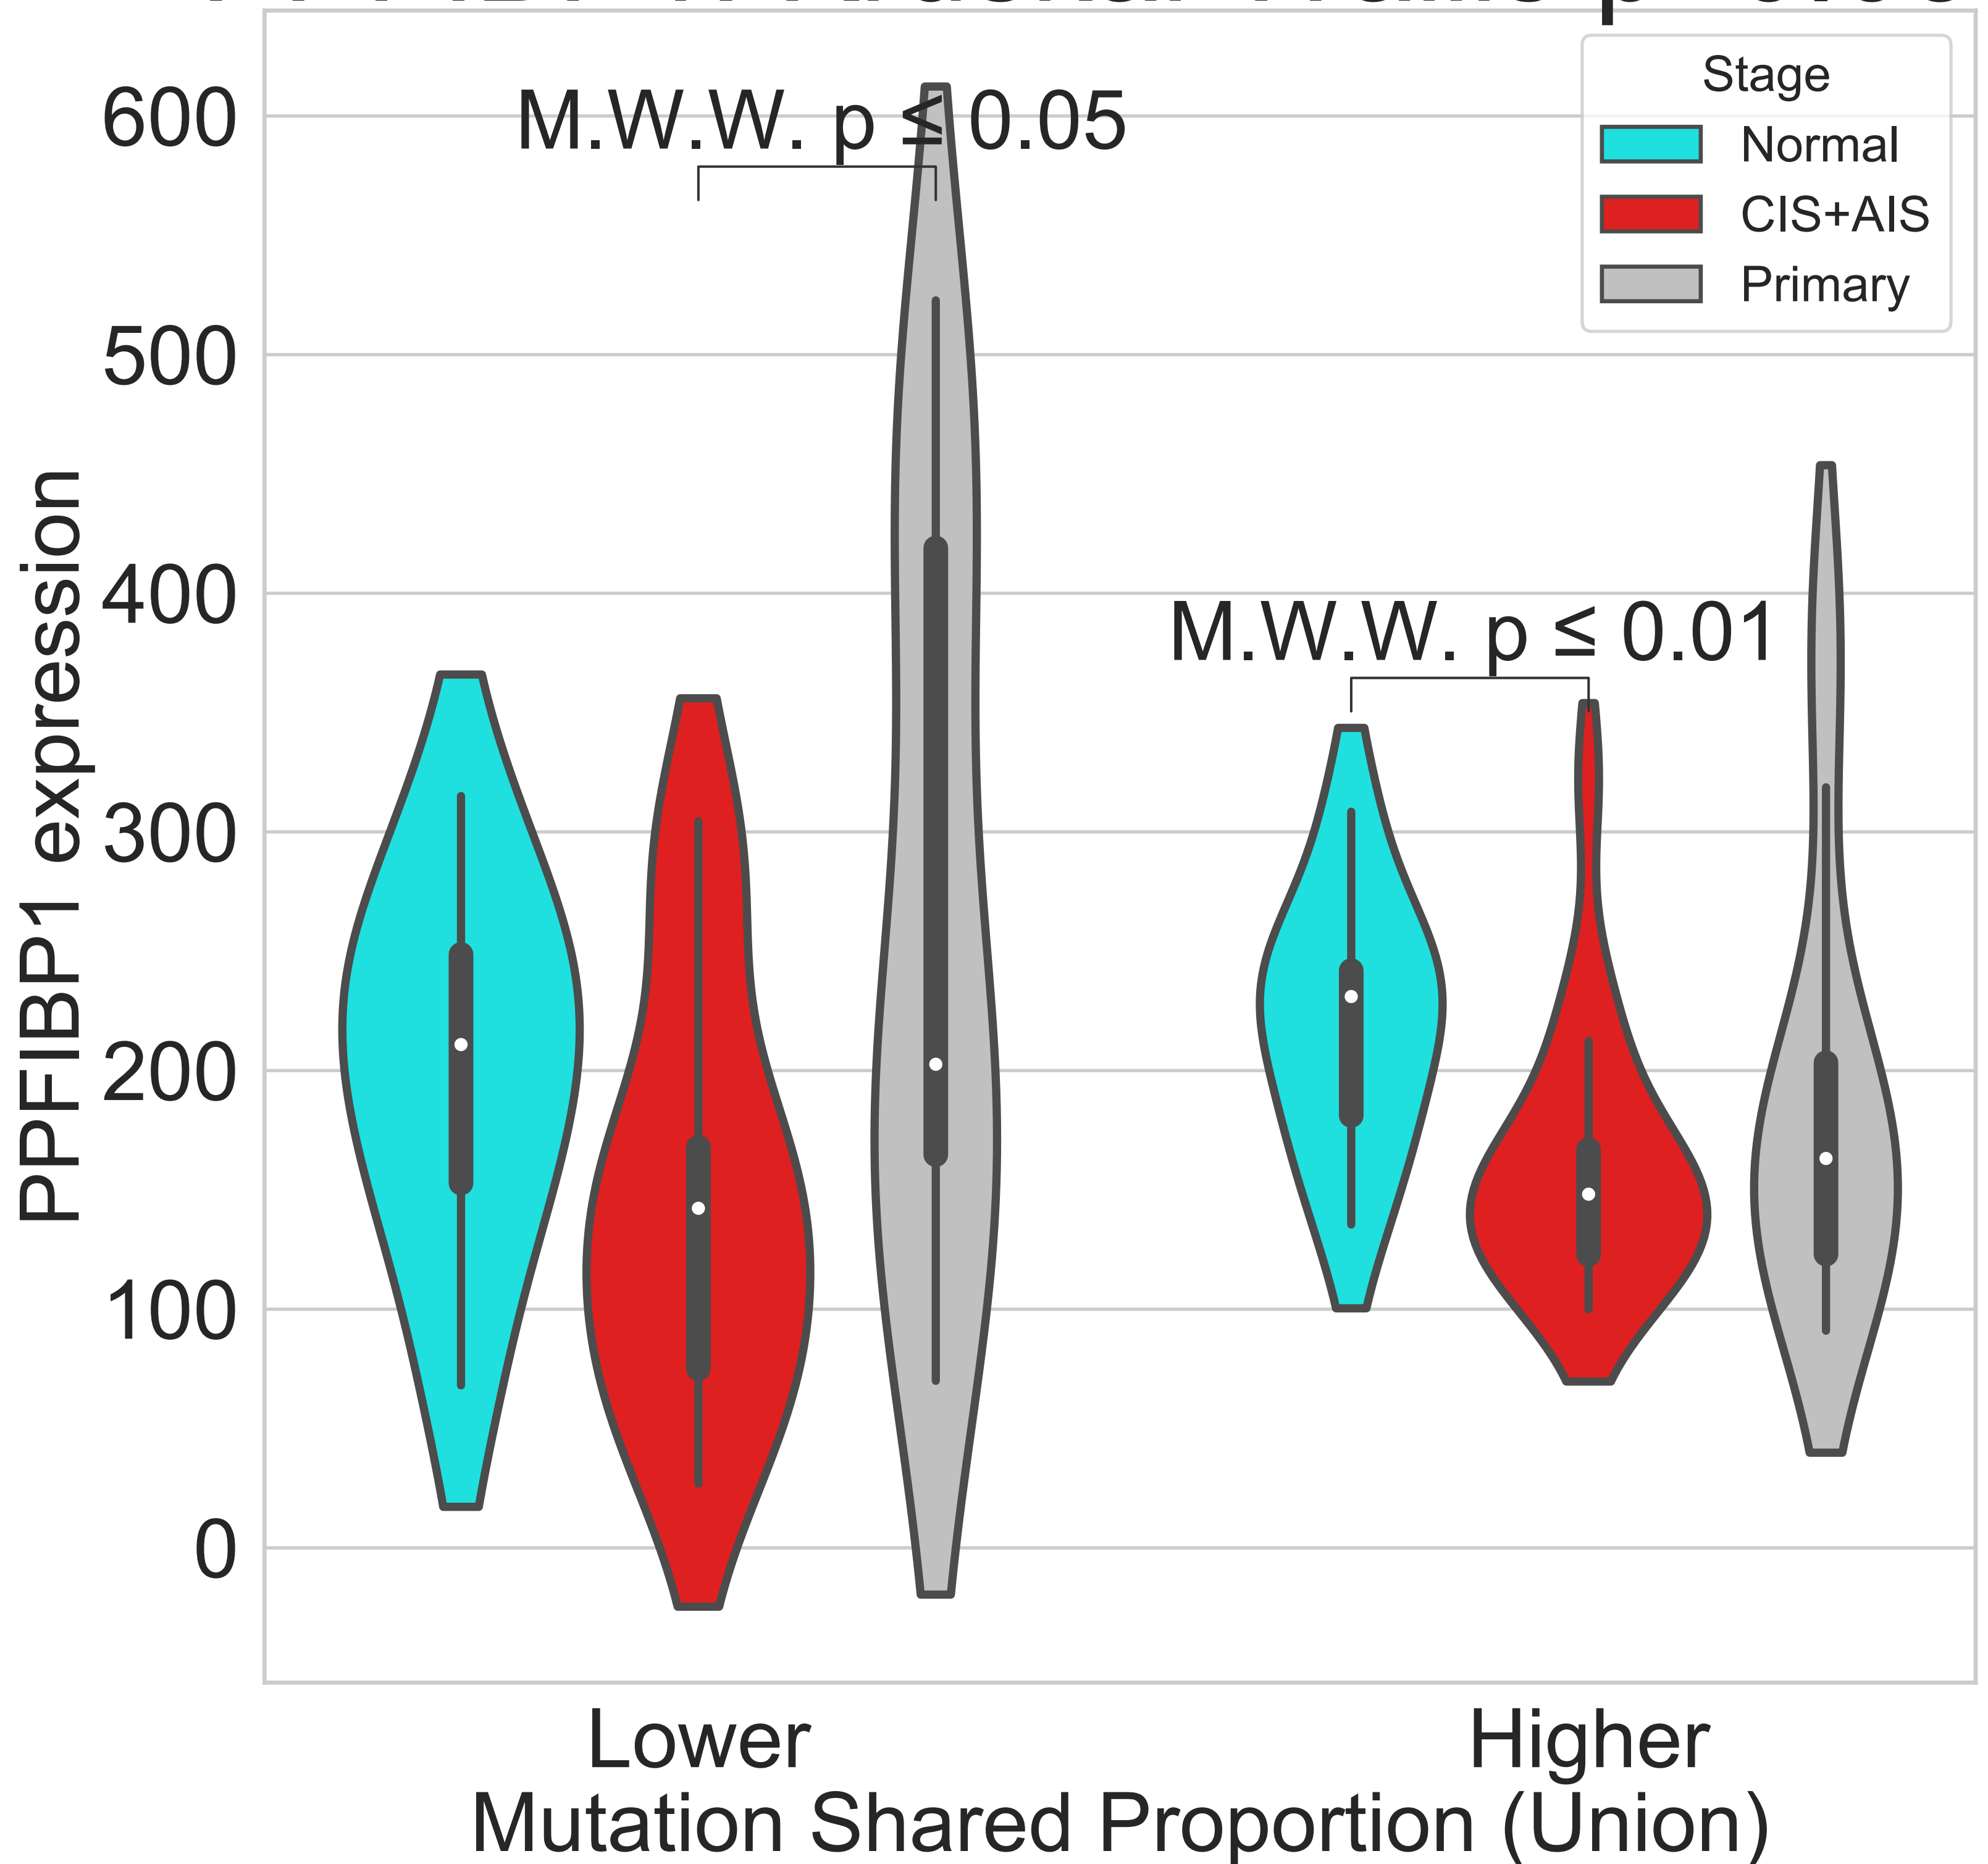 M.W.W. p ≤ 0.05
Stage
Normal
CIS+AIS
Primary
M.W.W. p ≤ 0.01
PPFIBP1 expression
600
500
400
300
200
100
0
Lower
Higher
Mutation Shared Proportion (Union)